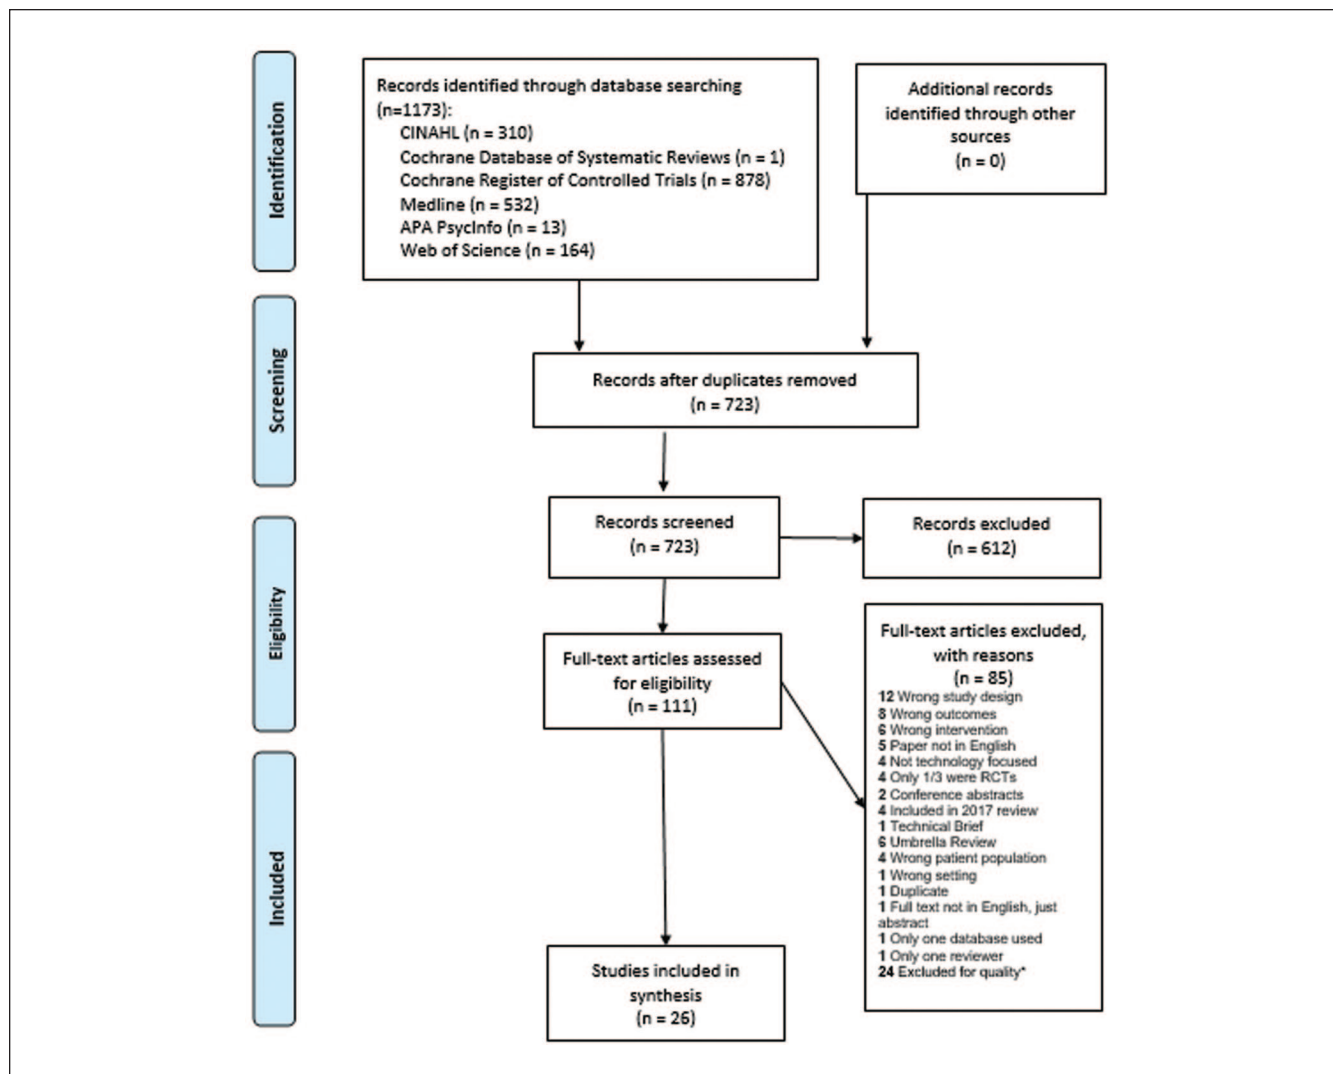 Identification
Records identified through database searching
(n=1173):
CINAHL (n = 310)
Cochrane Database of Systematic Reviews (n = 1)
Cochrane Register of Controlled Trials (n = 878)
Medline (n = 532)
APA PsycInfo (n = 13)
Web of Science (n = 164)
Additional records
identified through other
sources
(n = 0)
Screening
Records after duplicates removed
(n = 723)
Records screened
(n = 723)
Records excluded
(n = 612)
Eligibility
Full-text articles assessed
for eligibility
(n = 111)
Full-text articles excluded,
with reasons
(n = 85)
12 Wrong study design
8 Wrong outcomes
6 Wrong intervention
5 Paper not in English
4 Not technology focused
4 Only 1/3 were RCTs
2 Conference abstracts
4 Included in 2017 review
1 Technical Brief
6 Umbrella Review
4 Wrong patient population
1 Wrong setting
1 Duplicate
1 Full text not in English, just
abstract
1 Only one database used
1 Only one reviewer
24 Excluded for quality*
Included
Studies included in
synthesis
(n = 26)